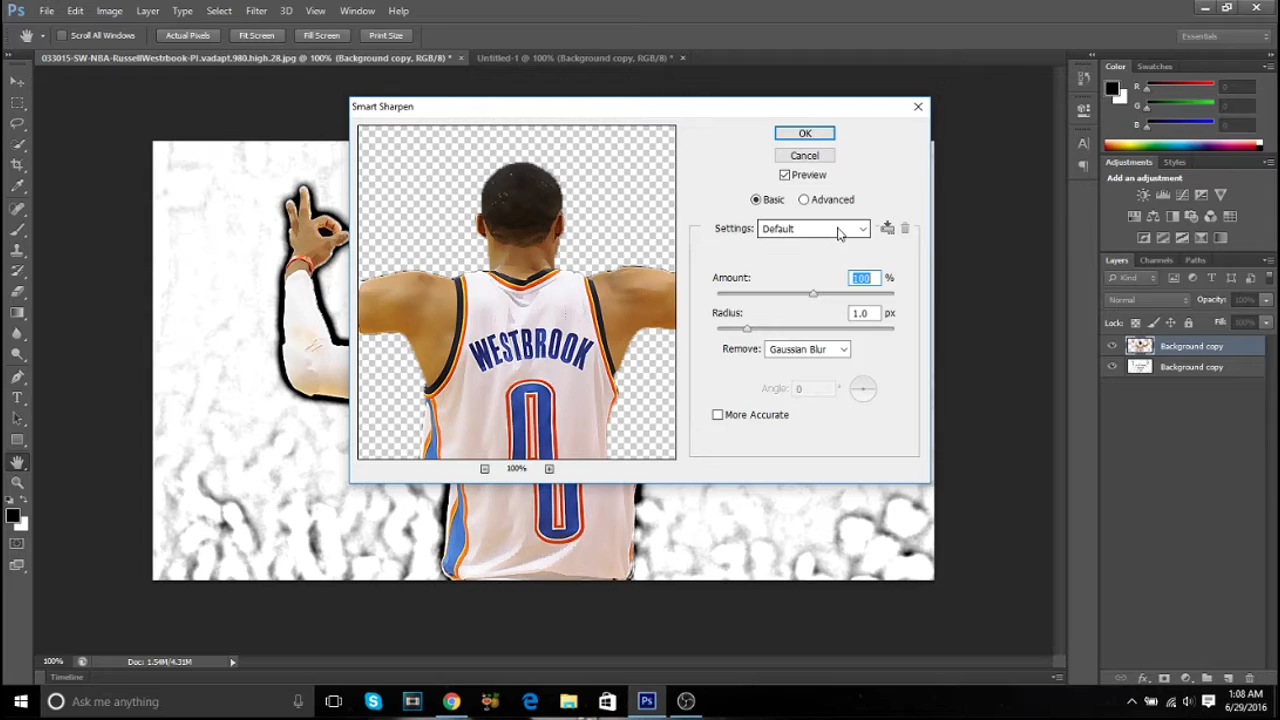 Ps File Edit Image Layer Type Select Filter 3D View Window Help
Scroll All Windows Actual Pixels Fit Screen Fill Screen Print Size Essentials
033015-SW-NBA-RussellWestbrook-PI.vadapt.980.high.28.jpg @ 100% (Background copy, RGB/8) * × Untitled-1 @ 100% (Background copy, RGB/8) * ×
Color Swatches
R 0
G 0
B 0
Smart Sharpen
OK
Cancel
Preview
Basic Advanced
Settings: Default
Amount: 100 %
Radius: 1.0 px
Remove: Gaussian Blur
Angle: 0 °
More Accurate
100%
WESTBROOK
0
Adjustments Styles
Add an adjustment
Layers Channels Paths
Kind
Normal Opacity: 100%
Lock: Fill: 100%
Background copy
Background copy
100% Doc: 1.54M/4.31M
Timeline
Ask me anything
1:08 AM
6/29/2016